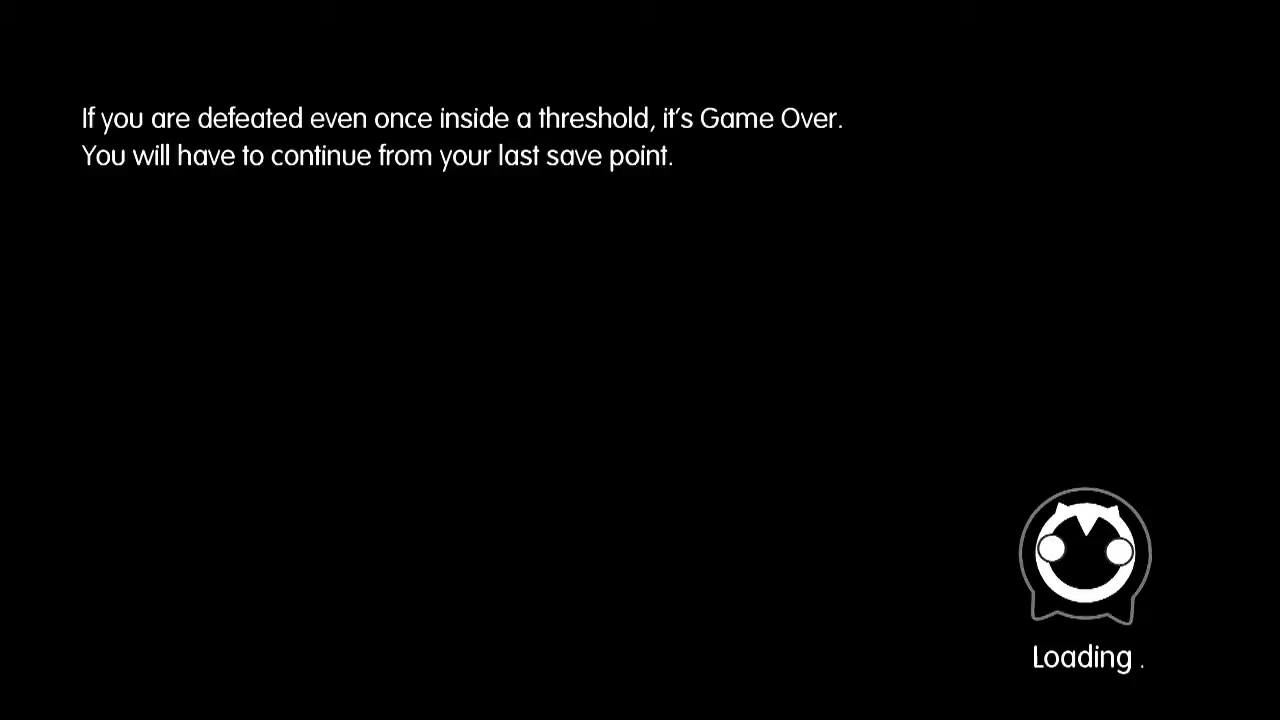 If you are defeated even once inside a threshold, it's Game Over.
You will have to continue from your last save point.
Loading .